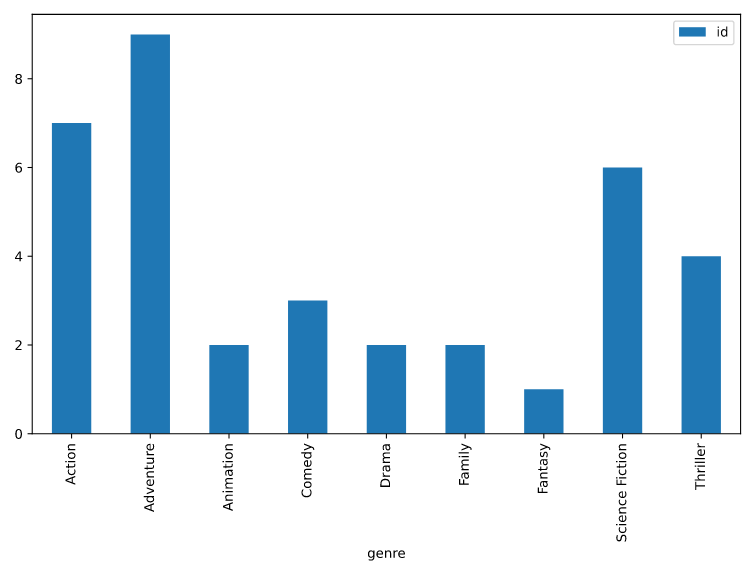 id
8
6
4
2
0
Action
Adventure
Animation
Comedy
Drama
Family
Fantasy
Science Fiction
Thriller
genre